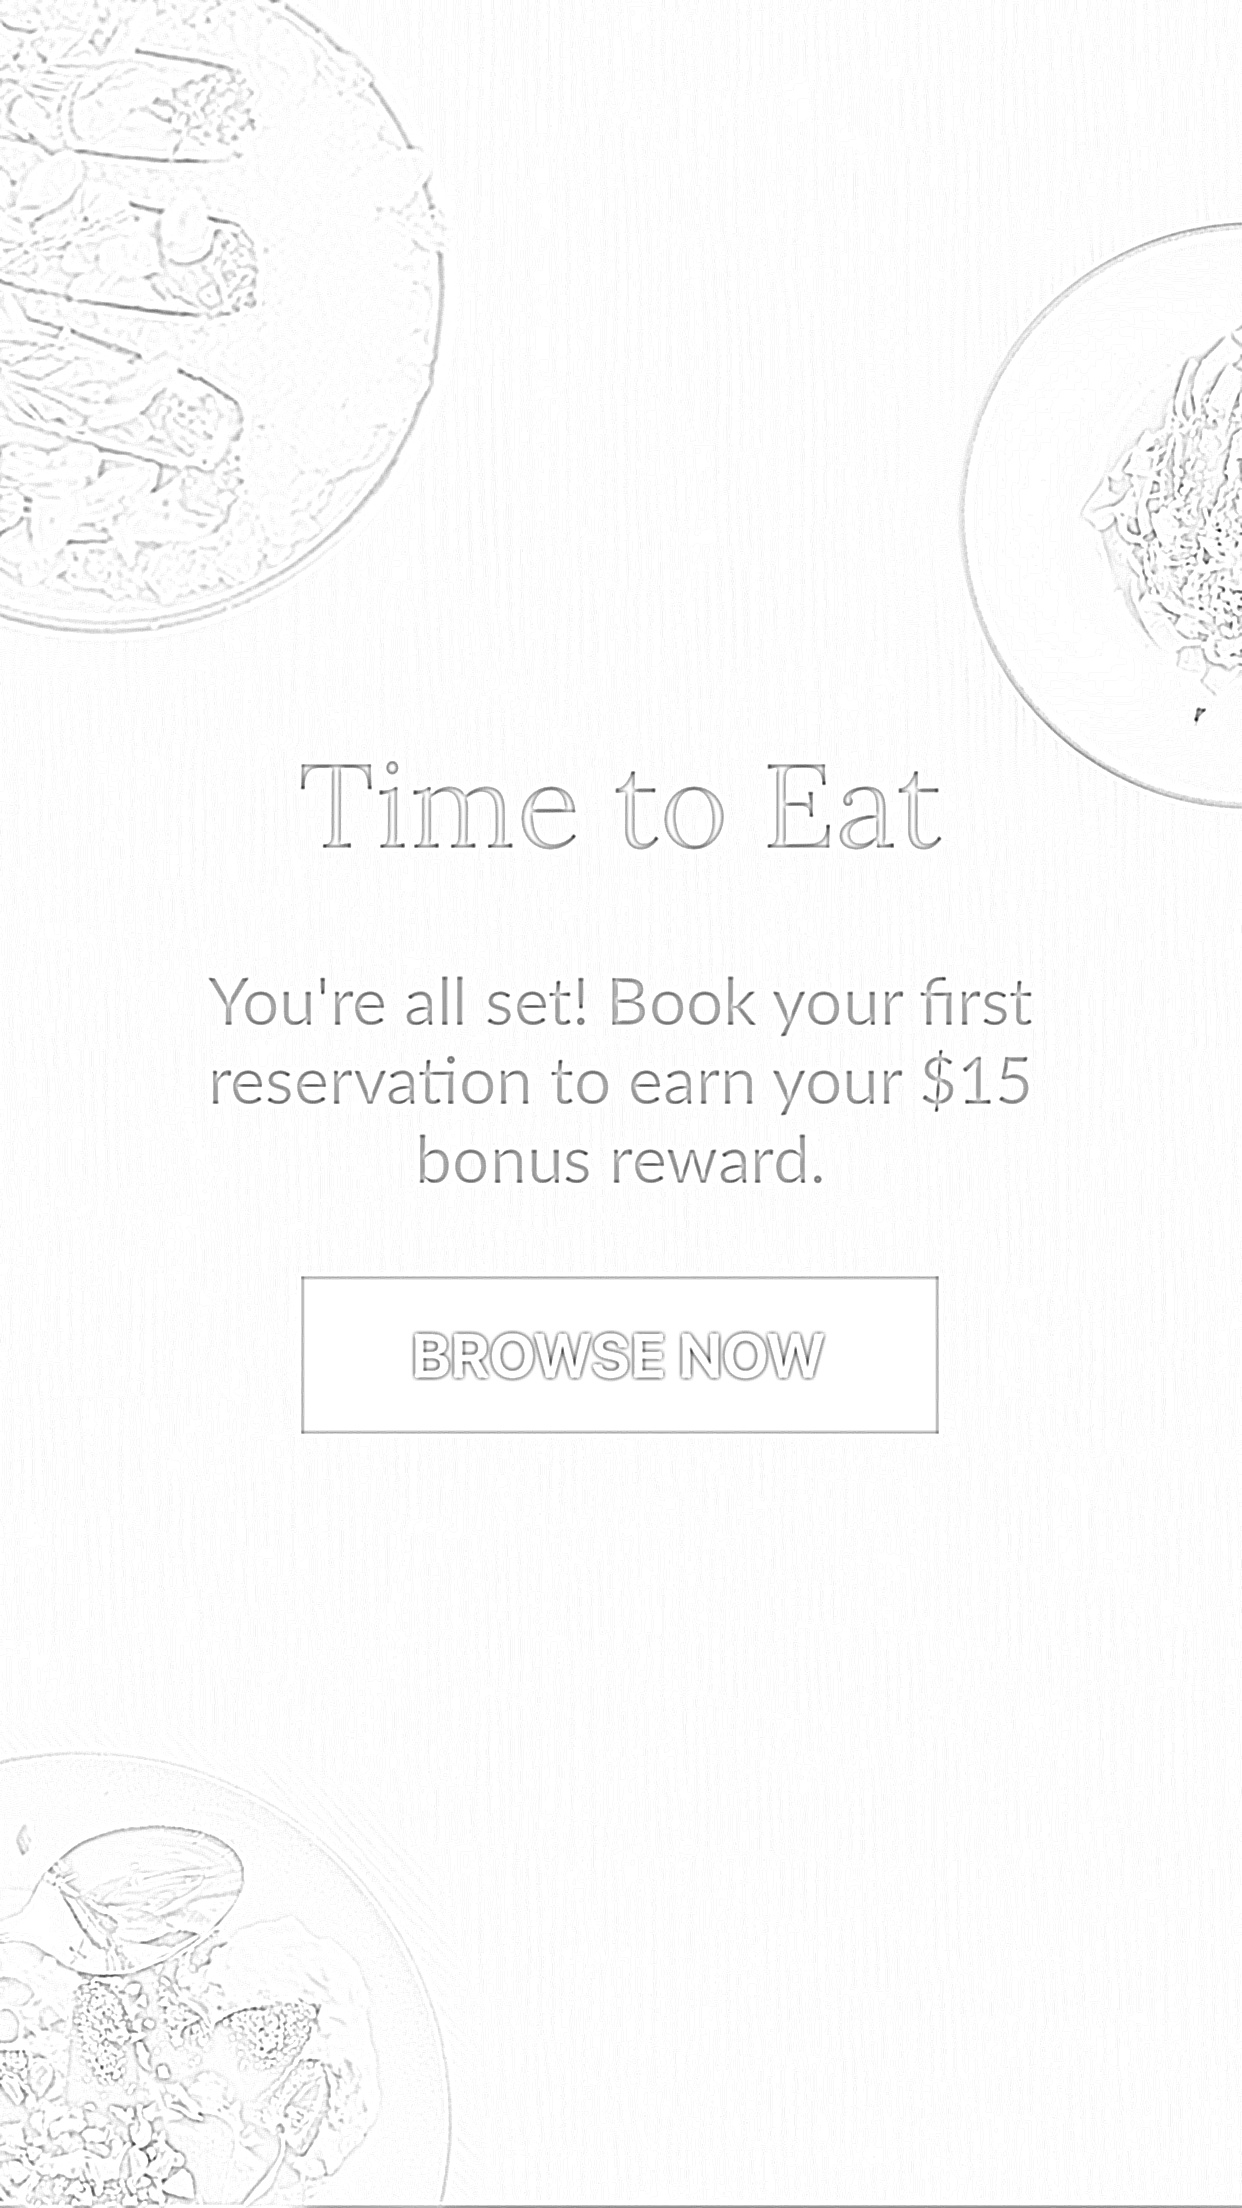 Time to Eat
You're all set! Book your first
reservation to earn your $15
bonus reward.
BROWSE NOW